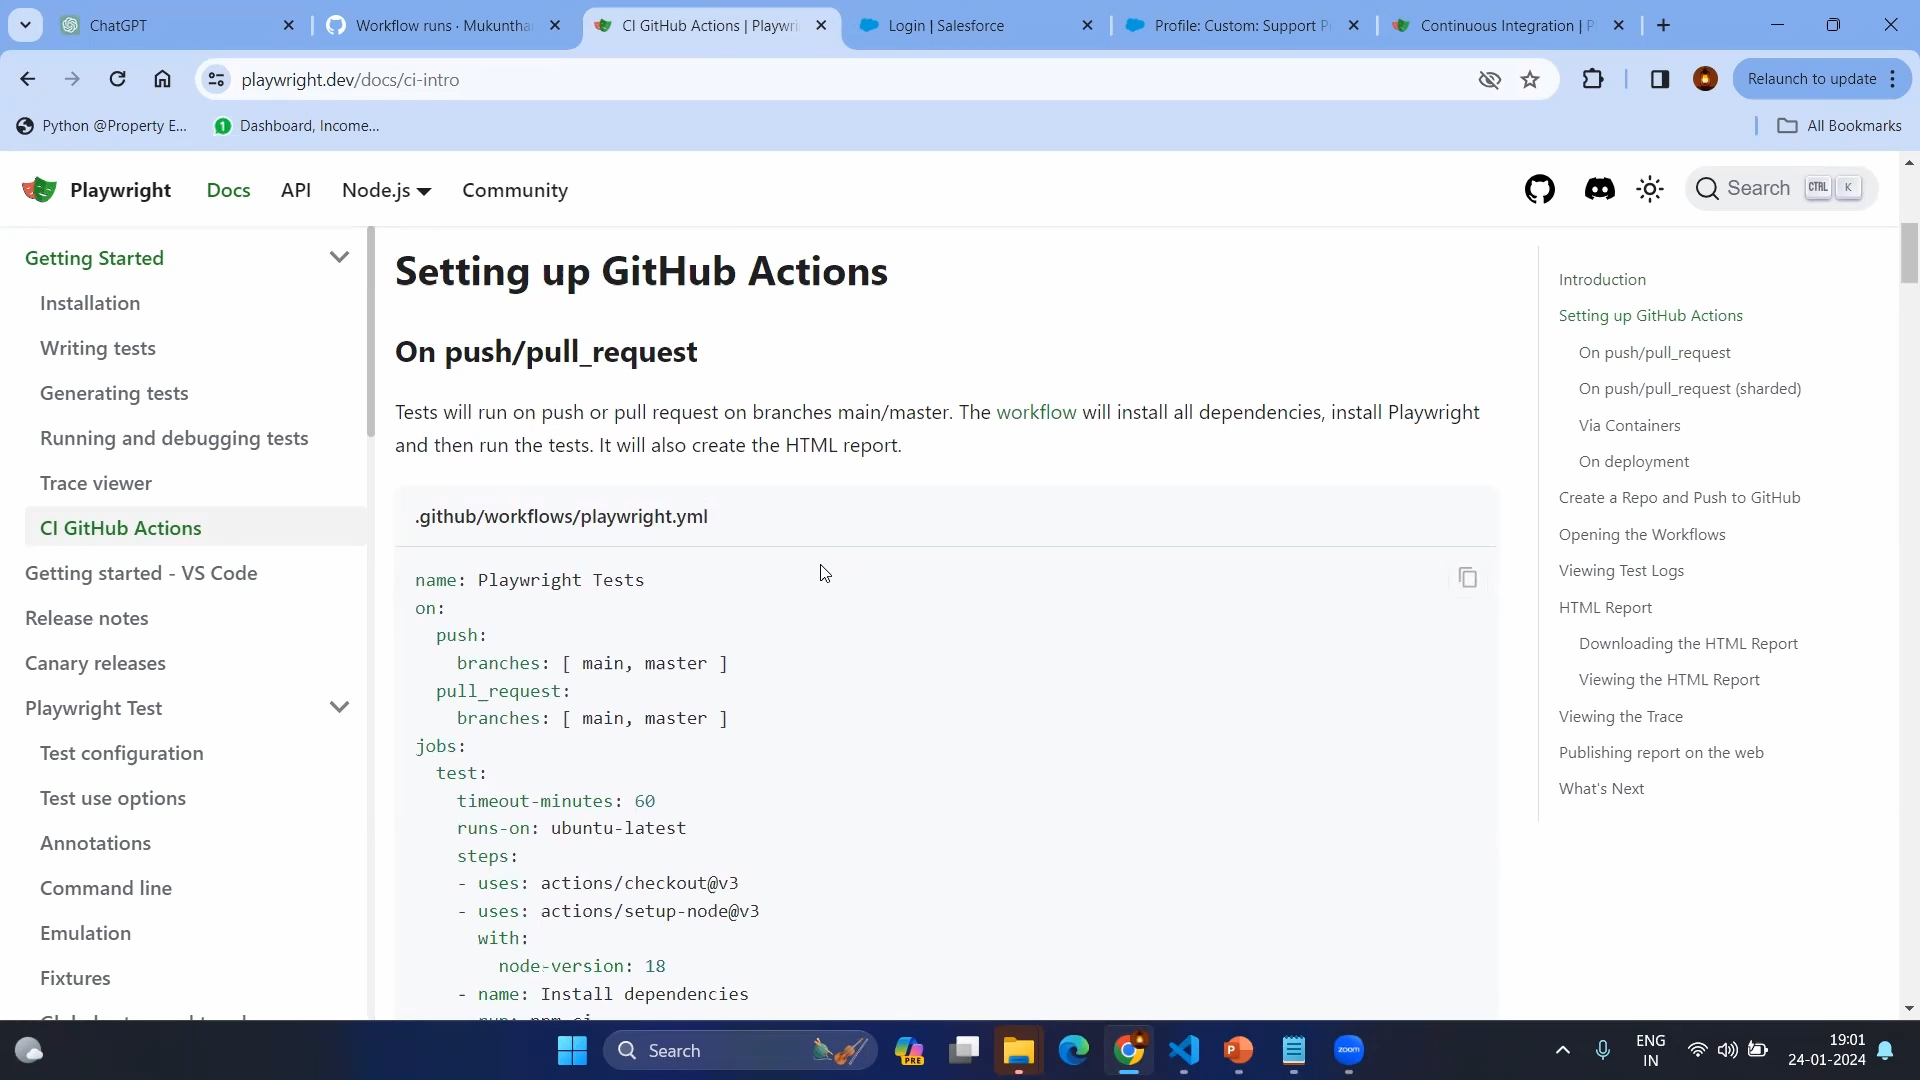 ChatGPT
Workflow runs · Mukuntha
CI GitHub Actions | Playwri
Login | Salesforce
Profile: Custom: Support P
Continuous Integration | P
playwright.dev/docs/ci-intro
Relaunch to update
Python @Property E...
Dashboard, Income...
All Bookmarks
Playwright
Docs
API
Node.js
Community
Search
CTRL
K
Getting Started
Installation
Writing tests
Generating tests
Running and debugging tests
Trace viewer
CI GitHub Actions
Getting started - VS Code
Release notes
Canary releases
Playwright Test
Test configuration
Test use options
Annotations
Command line
Emulation
Fixtures
Setting up GitHub Actions
On push/pull_request
Tests will run on push or pull request on branches main/master. The workflow will install all dependencies, install Playwright
and then run the tests. It will also create the HTML report.
.github/workflows/playwright.yml
name: Playwright Tests
on:
push:
branches: [ main, master ]
pull_request:
branches: [ main, master ]
jobs:
test:
timeout-minutes: 60
runs-on: ubuntu-latest
steps:
- uses: actions/checkout@v3
- uses: actions/setup-node@v3
with:
node-version: 18
- name: Install dependencies
run: npm ci
Introduction
Setting up GitHub Actions
On push/pull_request
On push/pull_request (sharded)
Via Containers
On deployment
Create a Repo and Push to GitHub
Opening the Workflows
Viewing Test Logs
HTML Report
Downloading the HTML Report
Viewing the HTML Report
Viewing the Trace
Publishing report on the web
What's Next
Search
PRE
zoom
ENG
IN
19:01
24-01-2024